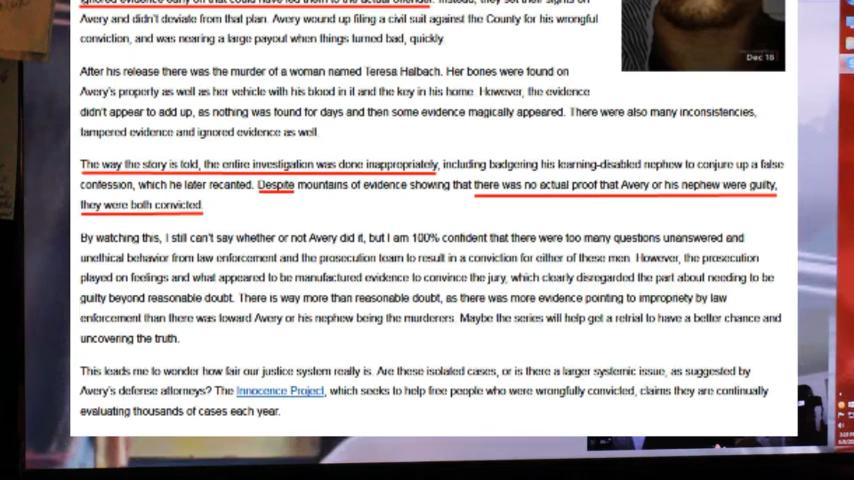 ignored evidence early on that could have led them to the actual offender. Instead, they set their sights on
Avery and didn't deviate from that plan. Avery wound up filing a civil suit against the County for his wrongful
conviction, and was nearing a large payout when things turned bad, quickly.
Dec 18
After his release there was the murder of a woman named Teresa Halbach. Her bones were found on
Avery's property as well as her vehicle with his blood in it and the key in his home. However, the evidence
didn't appear to add up, as nothing was found for days and then some evidence magically appeared. There were also many inconsistencies,
tampered evidence and ignored evidence as well.
The way the story is told, the entire investigation was done inappropriately, including badgering his learning-disabled nephew to conjure up a false
confession, which he later recanted. Despite mountains of evidence showing that there was no actual proof that Avery or his nephew were guilty,
they were both convicted.
By watching this, I still can't say whether or not Avery did it, but I am 100% confident that there were too many questions unanswered and
unethical behavior from law enforcement and the prosecution team to result in a conviction for either of these men. However, the prosecution
played on feelings and what appeared to be manufactured evidence to convince the jury, which clearly disregarded the part about needing to be
guilty beyond reasonable doubt. There is way more than reasonable doubt, as there was more evidence pointing to impropriety by law
enforcement than there was toward Avery or his nephew being the murderers. Maybe the series will help get a retrial to have a better chance and
uncovering the truth.
This leads me to wonder how fair our justice system really is. Are these isolated cases, or is there a larger systemic issue, as suggested by
Avery's defense attorneys? The Innocence Project, which seeks to help free people who were wrongfully convicted, claims they are continually
evaluating thousands of cases each year.